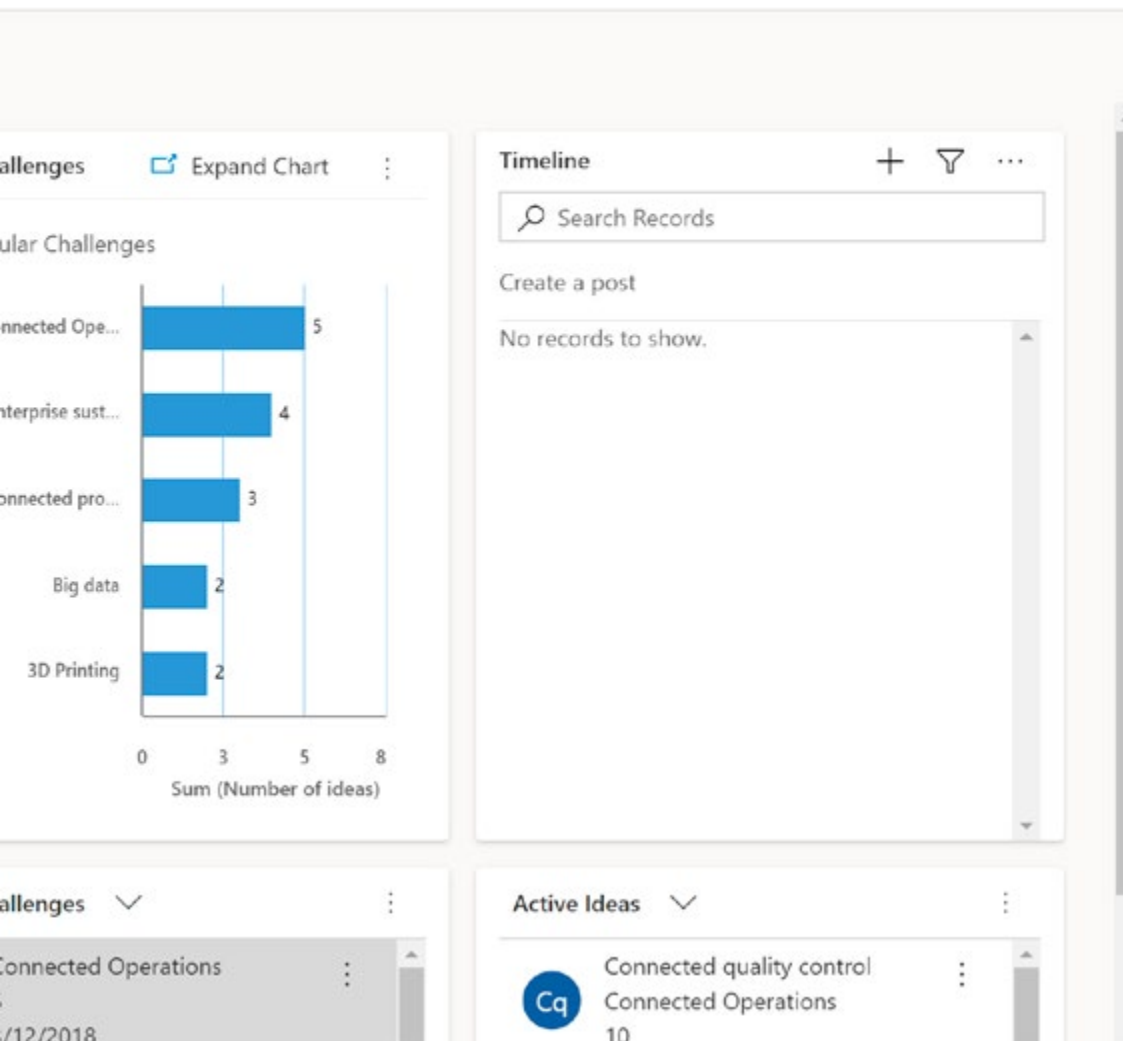 allenges Expand Chart
ular Challenges
nnected Ope...
5
nterprise sust...
4
onnected pro...
3
Big data
2
3D Printing
2
0 3 5 8
Sum (Number of ideas)
Timeline
Search Records
Create a post
No records to show.
allenges
Connected Operations
/12/2018
Active Ideas
Cq
Connected quality control
Connected Operations
10